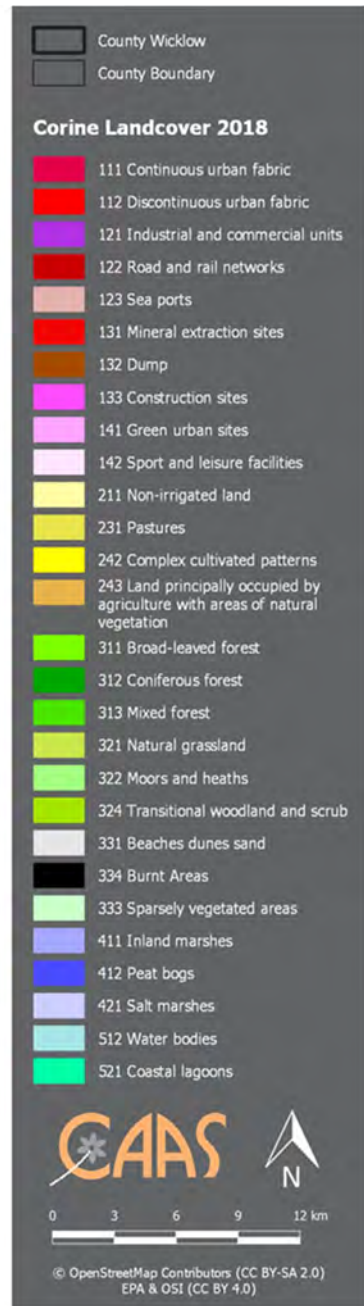 County Wicklow
County Boundary
Corine Landcover 2018
111 Continuous urban fabric
112 Discontinuous urban fabric
121 Industrial and commercial units
122 Road and rail networks
123 Sea ports
131 Mineral extraction sites
132 Dump
133 Construction sites
141 Green urban sites
142 Sport and leisure facilities
211 Non-irrigated land
231 Pastures
242 Complex cultivated patterns
243 Land principally occupied by
agriculture with areas of natural
vegetation
311 Broad-leaved forest
312 Coniferous forest
313 Mixed forest
321 Natural grassland
322 Moors and heaths
324 Transitional woodland and scrub
331 Beaches dunes sand
334 Burnt Areas
333 Sparsely vegetated areas
411 Inland marshes
412 Peat bogs
421 Salt marshes
512 Water bodies
521 Coastal lagoons
CAAS
N
0 3 6 9 12 km
© OpenStreetMap Contributors (CC BY-SA 2.0)
EPA & OSI (CC BY 4.0)